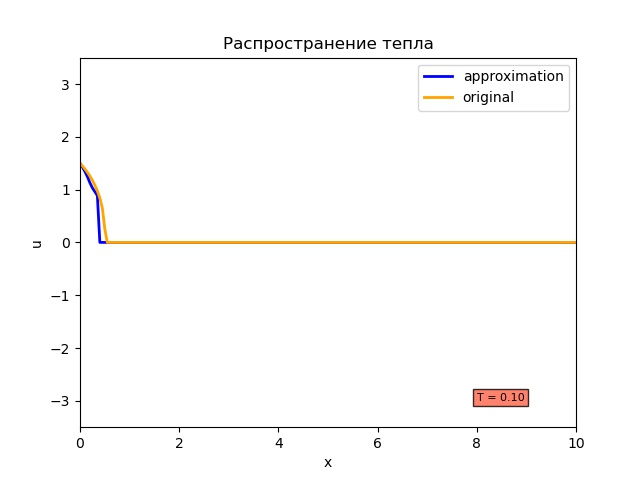 Распространение тепла
approximation
original
3
2
1
0
−1
−2
−3
u
T = 0.10
0 2 4 6 8 10
x